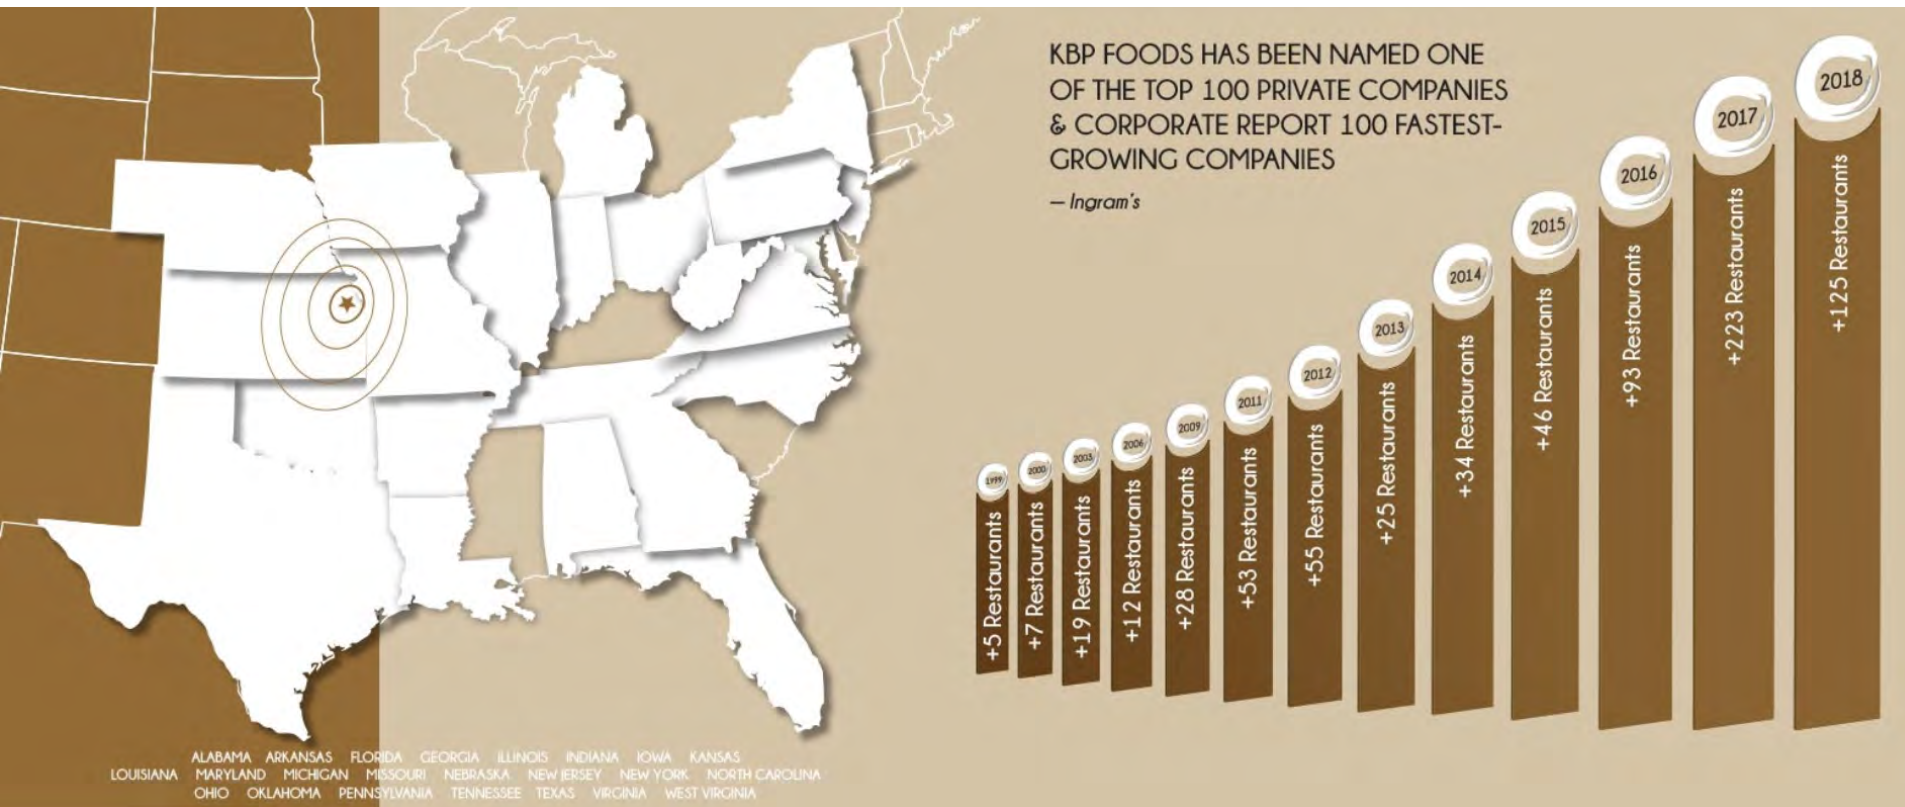 KBP FOODS HAS BEEN NAMED ONE
OF THE TOP 100 PRIVATE COMPANIES
& CORPORATE REPORT 100 FASTEST-
GROWING COMPANIES
— Ingram's
1999
2000
2003
2006
2009
2011
2012
2013
2014
2015
2016
2017
2018
+5 Restaurants
+7 Restaurants
+19 Restaurants
+12 Restaurants
+28 Restaurants
+53 Restaurants
+55 Restaurants
+25 Restaurants
+34 Restaurants
+46 Restaurants
+93 Restaurants
+223 Restaurants
+125 Restaurants
ALABAMA ARKANSAS FLORIDA GEORGIA ILLINOIS INDIANA IOWA KANSAS
LOUISIANA MARYLAND MICHIGAN MISSOURI NEBRASKA NEW JERSEY NEW YORK NORTH CAROLINA
OHIO OKLAHOMA PENNSYLVANIA TENNESSEE TEXAS VIRGINIA WEST VIRGINIA